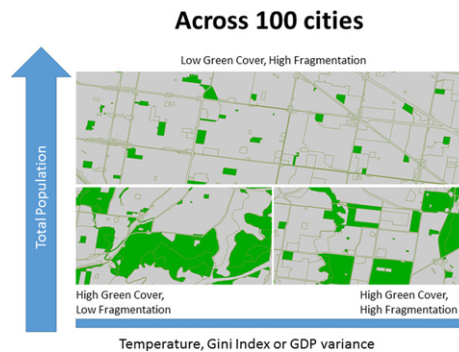 Across 100 cities
Low Green Cover, High Fragmentation
Total Population
High Green Cover,
Low Fragmentation
High Green Cover,
High Fragmentation
Temperature, Gini Index or GDP variance